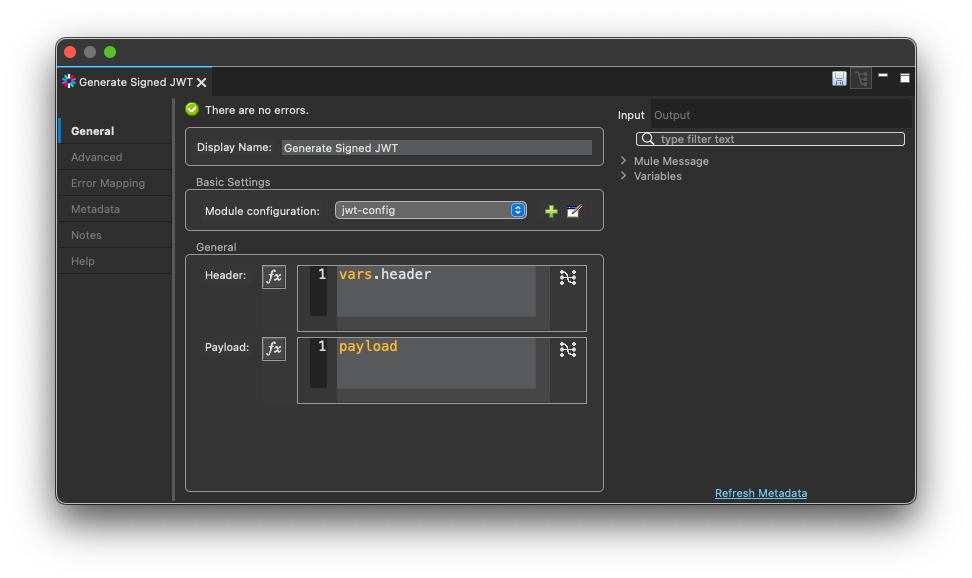 Generate Signed JWT
General
Advanced
Error Mapping
Metadata
Notes
Help
There are no errors.
Display Name: Generate Signed JWT
Basic Settings
Module configuration: jwt-config
General
Header: fx 1 vars.header
Payload: fx 1 payload
Input Output
type filter text
Mule Message
Variables
Refresh Metadata